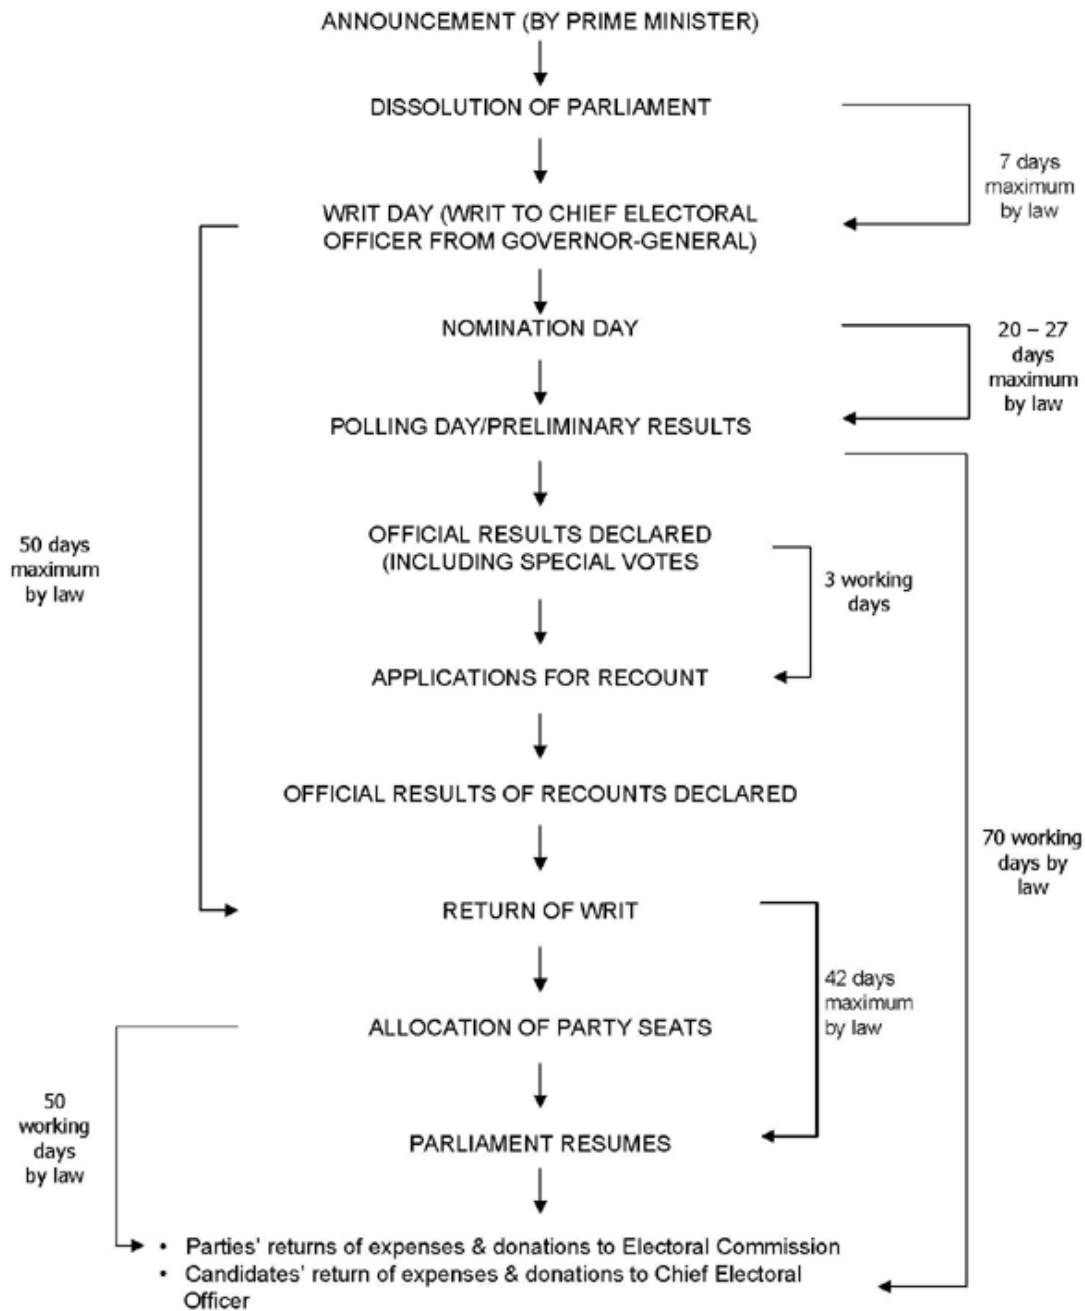 ANNOUNCEMENT (BY PRIME MINISTER)
DISSOLUTION OF PARLIAMENT
7 days
maximum
by law
WRIT DAY (WRIT TO CHIEF ELECTORAL
OFFICER FROM GOVERNOR-GENERAL)
NOMINATION DAY
20 – 27
days
maximum
by law
POLLING DAY/PRELIMINARY RESULTS
50 days
maximum
by law
OFFICIAL RESULTS DECLARED
(INCLUDING SPECIAL VOTES
3 working
days
APPLICATIONS FOR RECOUNT
OFFICIAL RESULTS OF RECOUNTS DECLARED
70 working
days by
law
RETURN OF WRIT
42 days
maximum
by law
ALLOCATION OF PARTY SEATS
50
working
days
by law
PARLIAMENT RESUMES
• Parties' returns of expenses & donations to Electoral Commission
• Candidates' return of expenses & donations to Chief Electoral
Officer